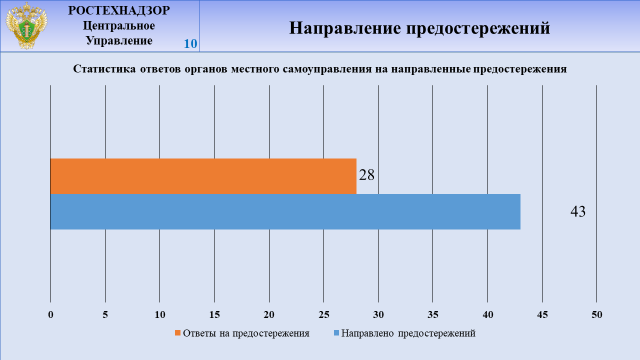 РОСТЕХНАДЗОР
Центральное
Управление
10
Направление предостережений
Статистика ответов органов местного самоуправления на направленные предостережения
28
43
0 5 10 15 20 25 30 35 40 45 50
Ответы на предостережения Направлено предостережений